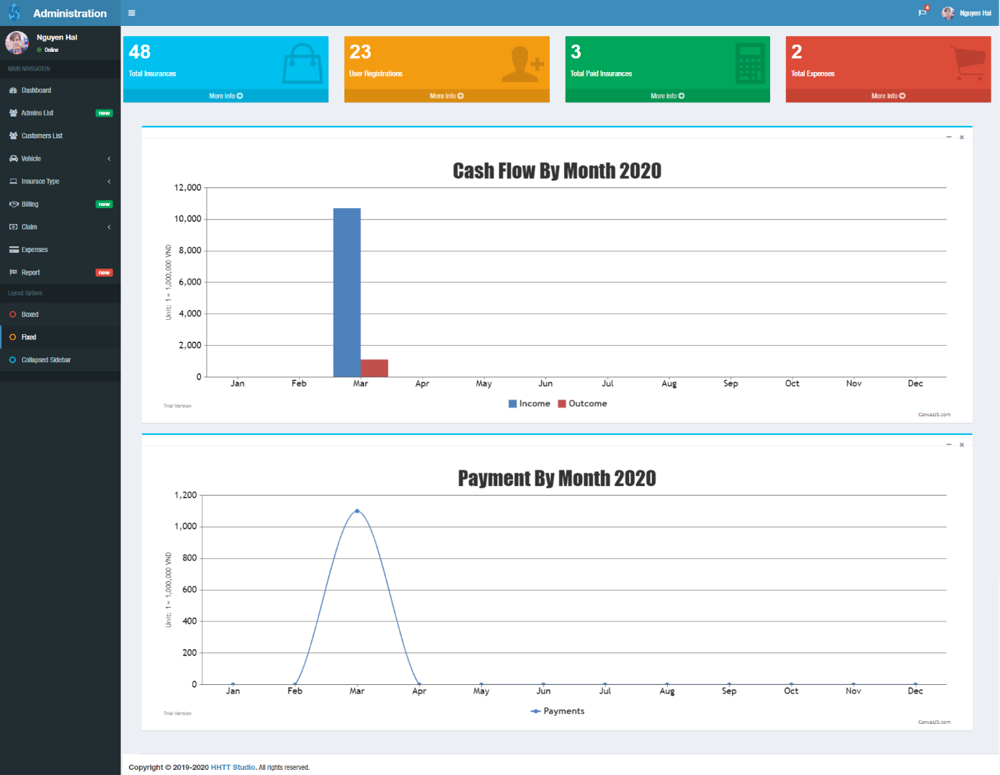 Administration
4
Nguyen Hai
Nguyen Hai
Online
MAIN NAVIGATION
Dashboard
Admins List new
Customers List
Vehicle
Insurace Type
Billing new
Claim
Expenses
Report new
Layout Options
Boxed
Fixed
Collapsed Sidebar
48
Total Insurances
More info
23
User Registrations
More info
3
Total Paid Insurances
More info
2
Total Expenses
More info
Cash Flow By Month 2020
Unit: 1 = 1,000,000 VND
12,000
10,000
8,000
6,000
4,000
2,000
0
Jan Feb Mar Apr May Jun Jul Aug Sep Oct Nov Dec
Income Outcome
Trial Version
CanvasJS.com
Payment By Month 2020
Unit: 1 = 1,000,000 VND
1,200
1,000
800
600
400
200
0
Jan Feb Mar Apr May Jun Jul Aug Sep Oct Nov Dec
Payments
Trial Version
CanvasJS.com
Copyright © 2019-2020 HHTT Studio. All rights reserved.